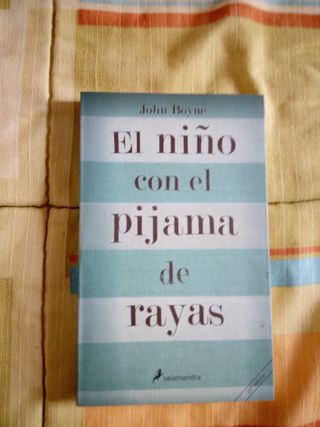 John Boyne
El niño
con el
pijama
de
rayas
salamandra